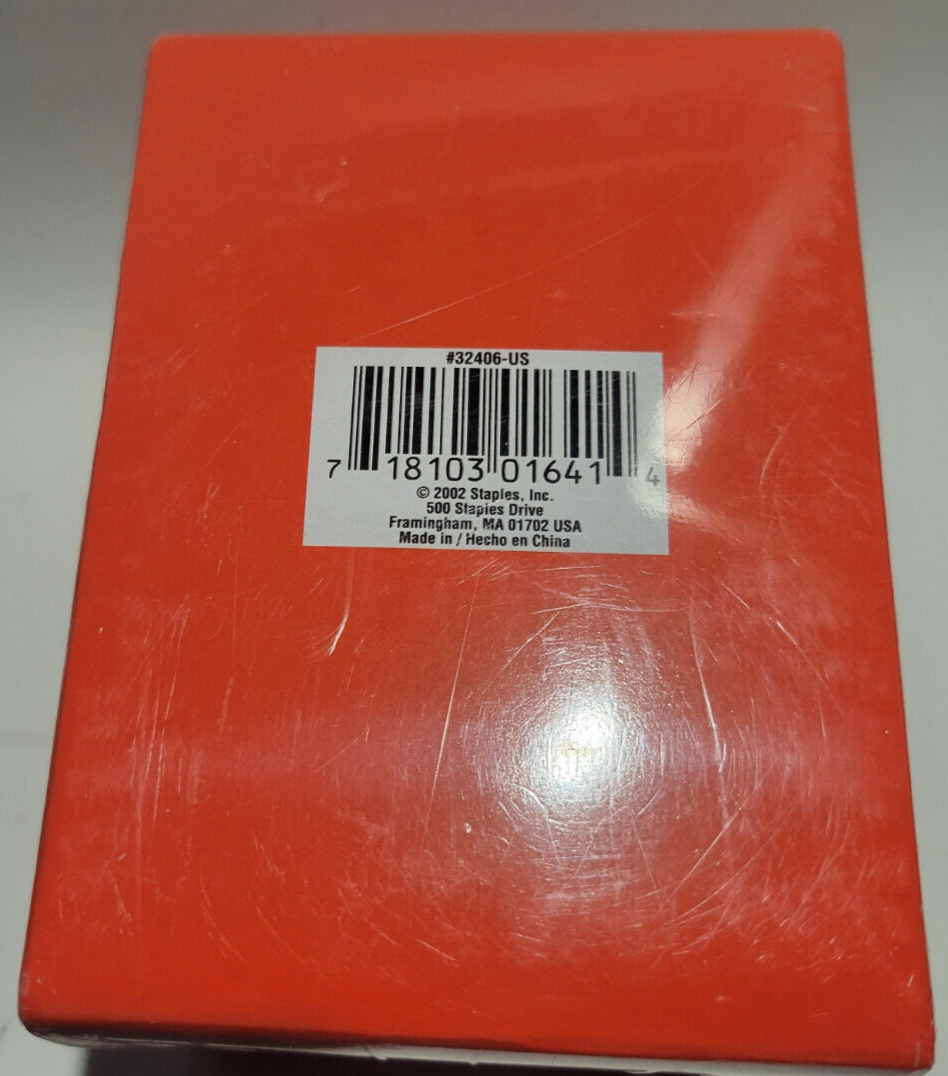 #32406-US
7 18103 01641 4
© 2002 Staples, Inc.
500 Staples Drive
Framingham, MA 01702 USA
Made in / Hecho en China